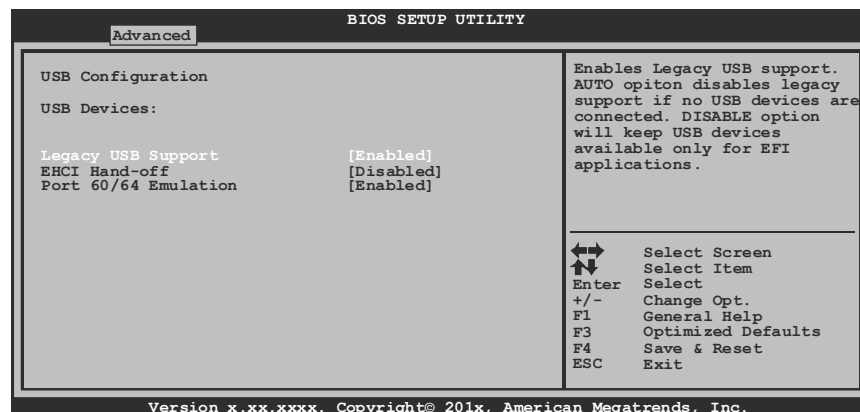 BIOS SETUP UTILITY
Advanced
USB Configuration
USB Devices:
Legacy USB Support [Enabled]
EHCI Hand-off [Disabled]
Port 60/64 Emulation [Enabled]
Enables Legacy USB support.
AUTO opiton disables legacy
support if no USB devices are
connected. DISABLE option
will keep USB devices
available only for EFI
applications.
Select Screen
Select Item
Enter Select
+/- Change Opt.
F1 General Help
F3 Optimized Defaults
F4 Save & Reset
ESC Exit
Version x.xx.xxxx. Copyright© 201x, American Megatrends, Inc.